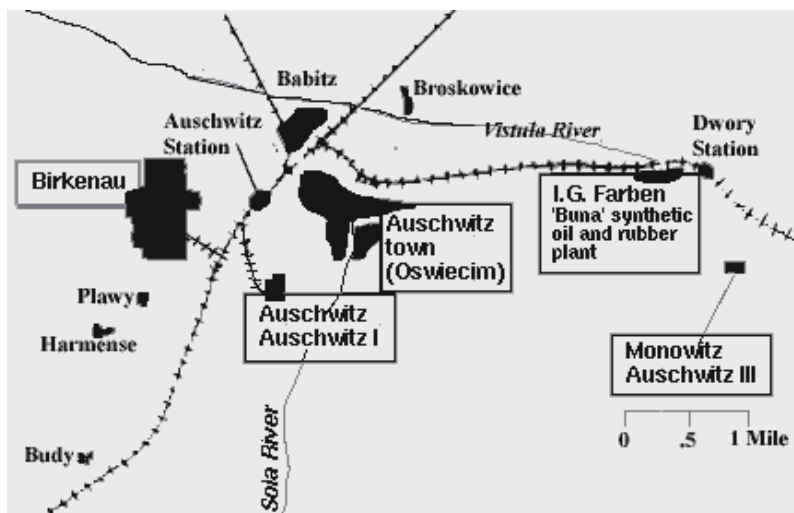 Babitz
Broskowice
Auschwitz
Station
Vistula River
Dwory
Station
Birkenau
I.G. Farben
'Buna' synthetic
oil and rubber
plant
Auschwitz
town
(Oswiecim)
Plawy
Harmense
Auschwitz
Auschwitz I
Monowitz
Auschwitz III
0 .5 1 Mile
Budy
Sola River